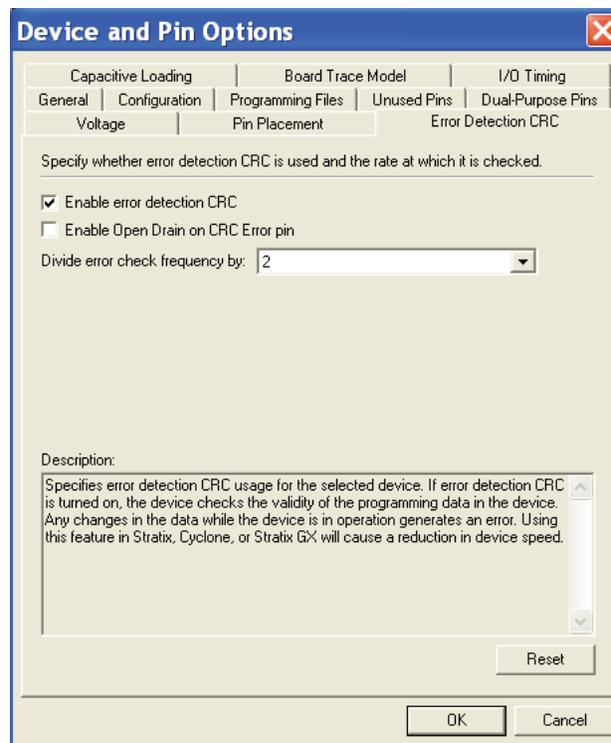 Device and Pin Options
Capacitive Loading Board Trace Model I/O Timing
General Configuration Programming Files Unused Pins Dual-Purpose Pins
Voltage Pin Placement Error Detection CRC
Specify whether error detection CRC is used and the rate at which it is checked.
Enable error detection CRC
Enable Open Drain on CRC Error pin
Divide error check frequency by: 2
Description:
Specifies error detection CRC usage for the selected device. If error detection CRC
is turned on, the device checks the validity of the programming data in the device.
Any changes in the data while the device is in operation generates an error. Using
this feature in Stratix, Cyclone, or Stratix GX will cause a reduction in device speed.
Reset
OK Cancel